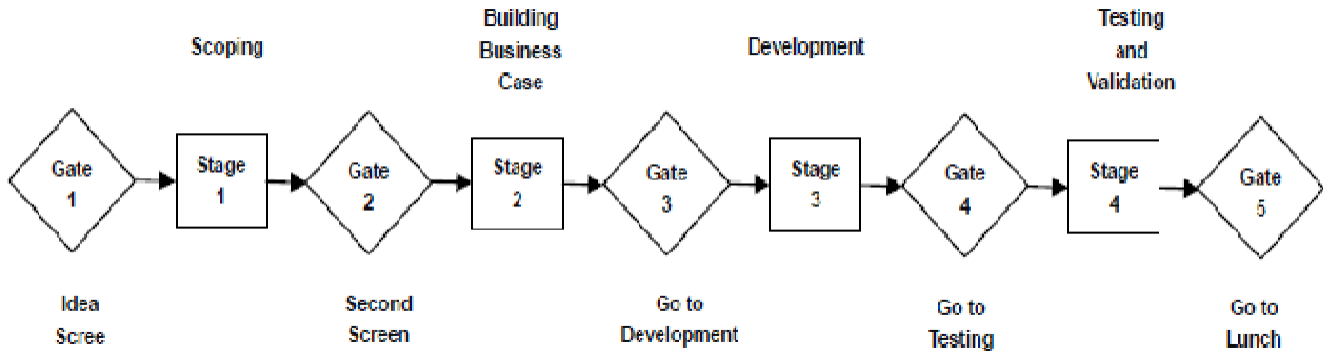 Scoping
Building
Business
Case
Development
Testing
and
Validation
Gate
1
Stage
1
Gate
2
Stage
2
Gate
3
Stage
3
Gate
4
Stage
4
Gate
5
Idea
Scree
Second
Screen
Go to
Development
Go to
Testing
Go to
Lunch